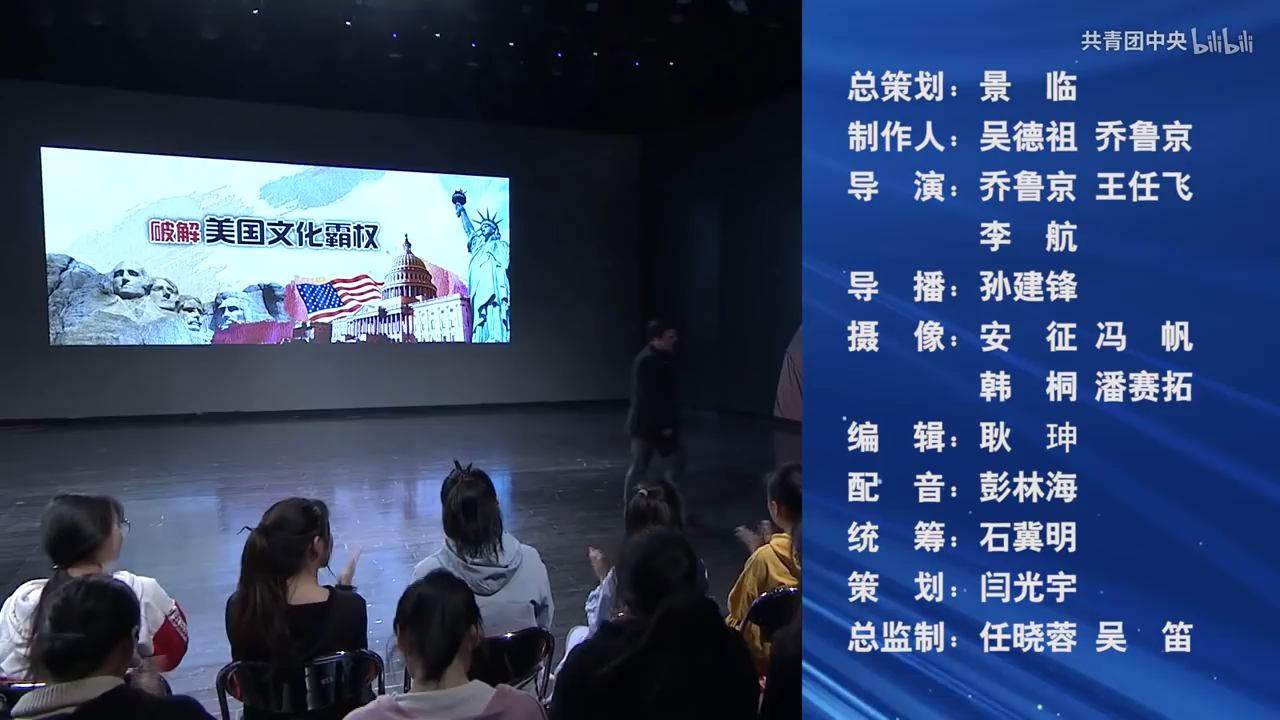 破解美国文化霸权
共青团中央 bilibili
总策划：景 临
制作人：吴德祖 乔鲁京
导 演：乔鲁京 王任飞
李 航
导 播：孙建锋
摄 像：安 征 冯 帆
韩 桐 潘赛拓
编 辑：耿 珅
配 音：彭林海
统 筹：石冀明
策 划：闫光宇
总监制：任晓蓉 吴 笛